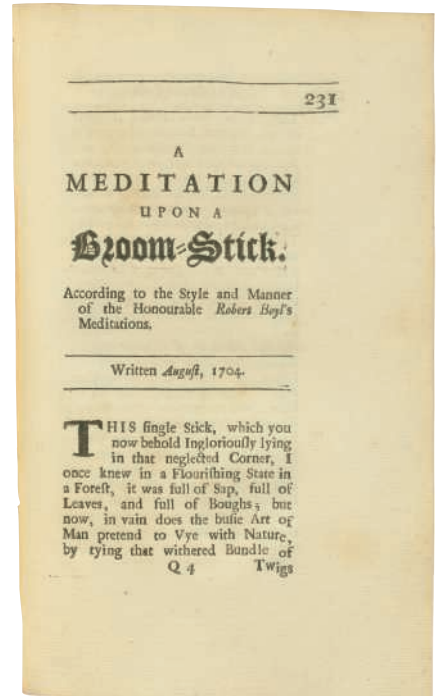 231
A
MEDITATION
UPON A
Broom-Stick.
According to the Style and Manner
of the Honourable Robert Boyl's
Meditations.
Written Auguſt, 1704.
THIS ſingle Stick, which you
now behold Ingloriouſly lying
in that neglected Corner, I
once knew in a Flouriſhing State in
a Foreſt, it was full of Sap, full of
Leaves, and full of Boughs; but
now, in vain does the buſie Art of
Man pretend to Vye with Nature,
by tying that withered Bundle of
Q 4 Twigs